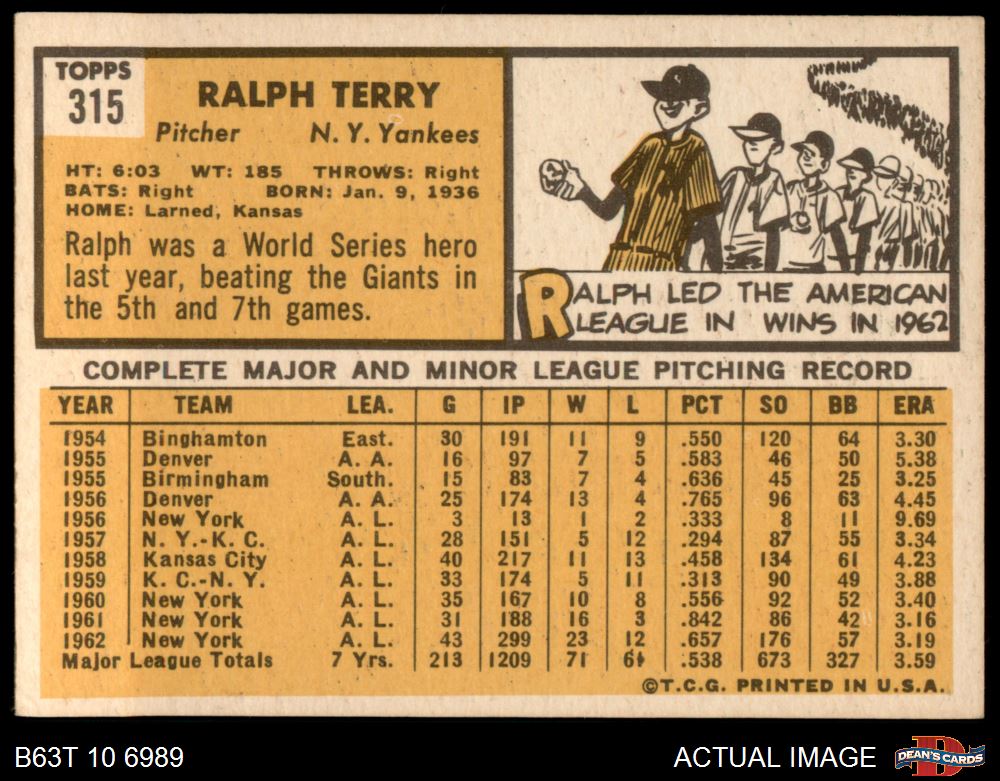 TOPPS
315
RALPH TERRY
Pitcher N. Y. Yankees
HT: 6:03 WT: 185 THROWS: Right
BATS: Right BORN: Jan. 9, 1936
HOME: Larned, Kansas
Ralph was a World Series hero
last year, beating the Giants in
the 5th and 7th games.
RALPH LED THE AMERICAN
LEAGUE IN WINS IN 1962
COMPLETE MAJOR AND MINOR LEAGUE PITCHING RECORD
YEAR TEAM LEA. G IP W L PCT SO BB ERA
1954 Binghamton East. 30 191 11 9 .550 120 64 3.30
1955 Denver A. A. 16 97 7 5 .583 46 50 5.38
1955 Birmingham South. 15 83 7 4 .636 45 25 3.25
1956 Denver A. A. 25 174 13 4 .765 96 63 4.45
1956 New York A. L. 3 13 1 2 .333 8 11 9.69
1957 N. Y.-K. C. A. L. 28 151 5 12 .294 87 55 3.34
1958 Kansas City A. L. 40 217 11 13 .458 134 61 4.23
1959 K. C.-N. Y. A. L. 33 174 5 11 .313 90 49 3.88
1960 New York A. L. 35 167 10 8 .556 92 52 3.40
1961 New York A. L. 31 188 16 3 .842 86 42 3.16
1962 New York A. L. 43 299 23 12 .657 176 57 3.19
Major League Totals 7 Yrs. 213 1209 71 61 .538 673 327 3.59
©T.C.G. PRINTED IN U.S.A.
B63T 10 6989 ACTUAL IMAGE D DEAN'S CARDS